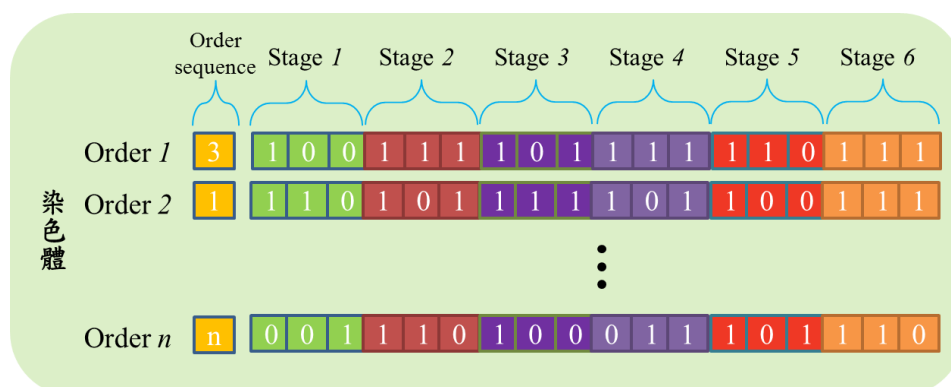 Order sequence Stage 1 Stage 2 Stage 3 Stage 4 Stage 5 Stage 6
染色體
Order 1 3 1 0 0 1 1 1 1 0 1 1 1 1 1 1 0 1 1 1
Order 2 1 1 1 0 1 0 1 1 1 1 1 0 1 1 0 0 1 1 1
Order n n 0 0 1 1 1 0 1 0 0 0 1 1 1 0 1 1 1 0